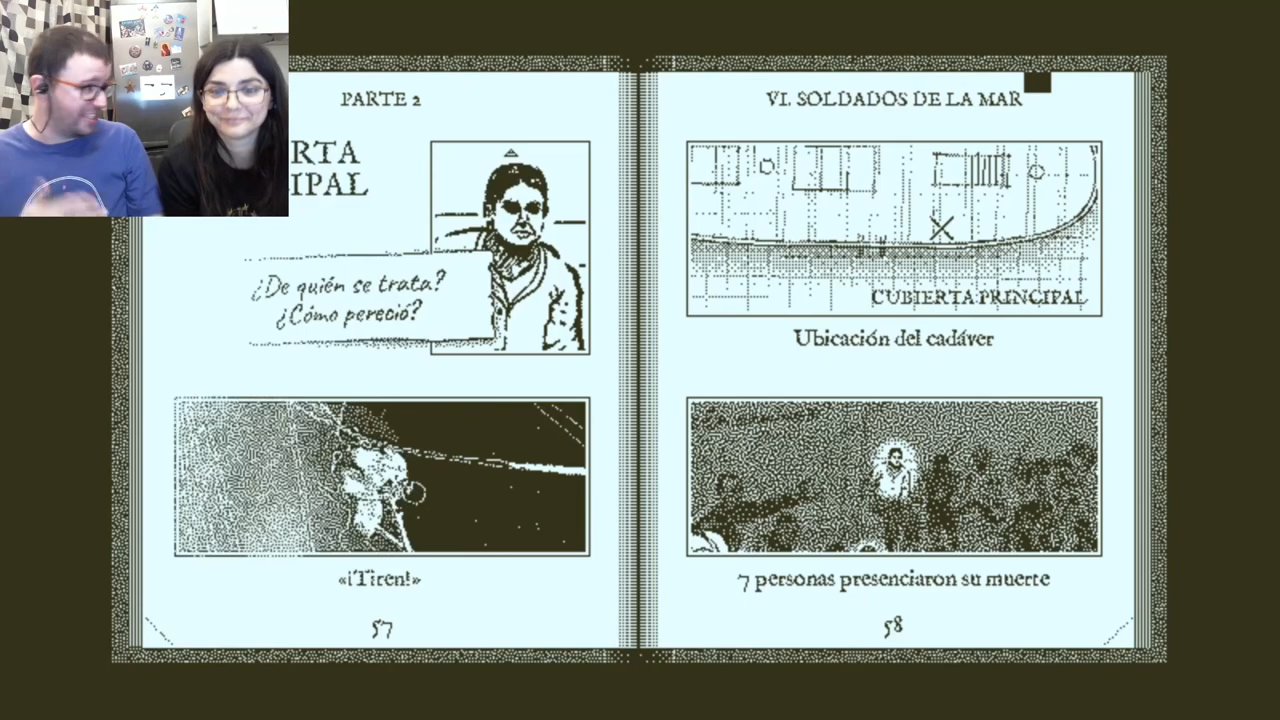 PARTE 2
RTA
IPAL
¿De quién se trata?
¿Cómo pereció?
«¡Tiren!»
57
VI. SOLDADOS DE LA MAR
CUBIERTA PRINCIPAL
Ubicación del cadáver
7 personas presenciaron su muerte
58